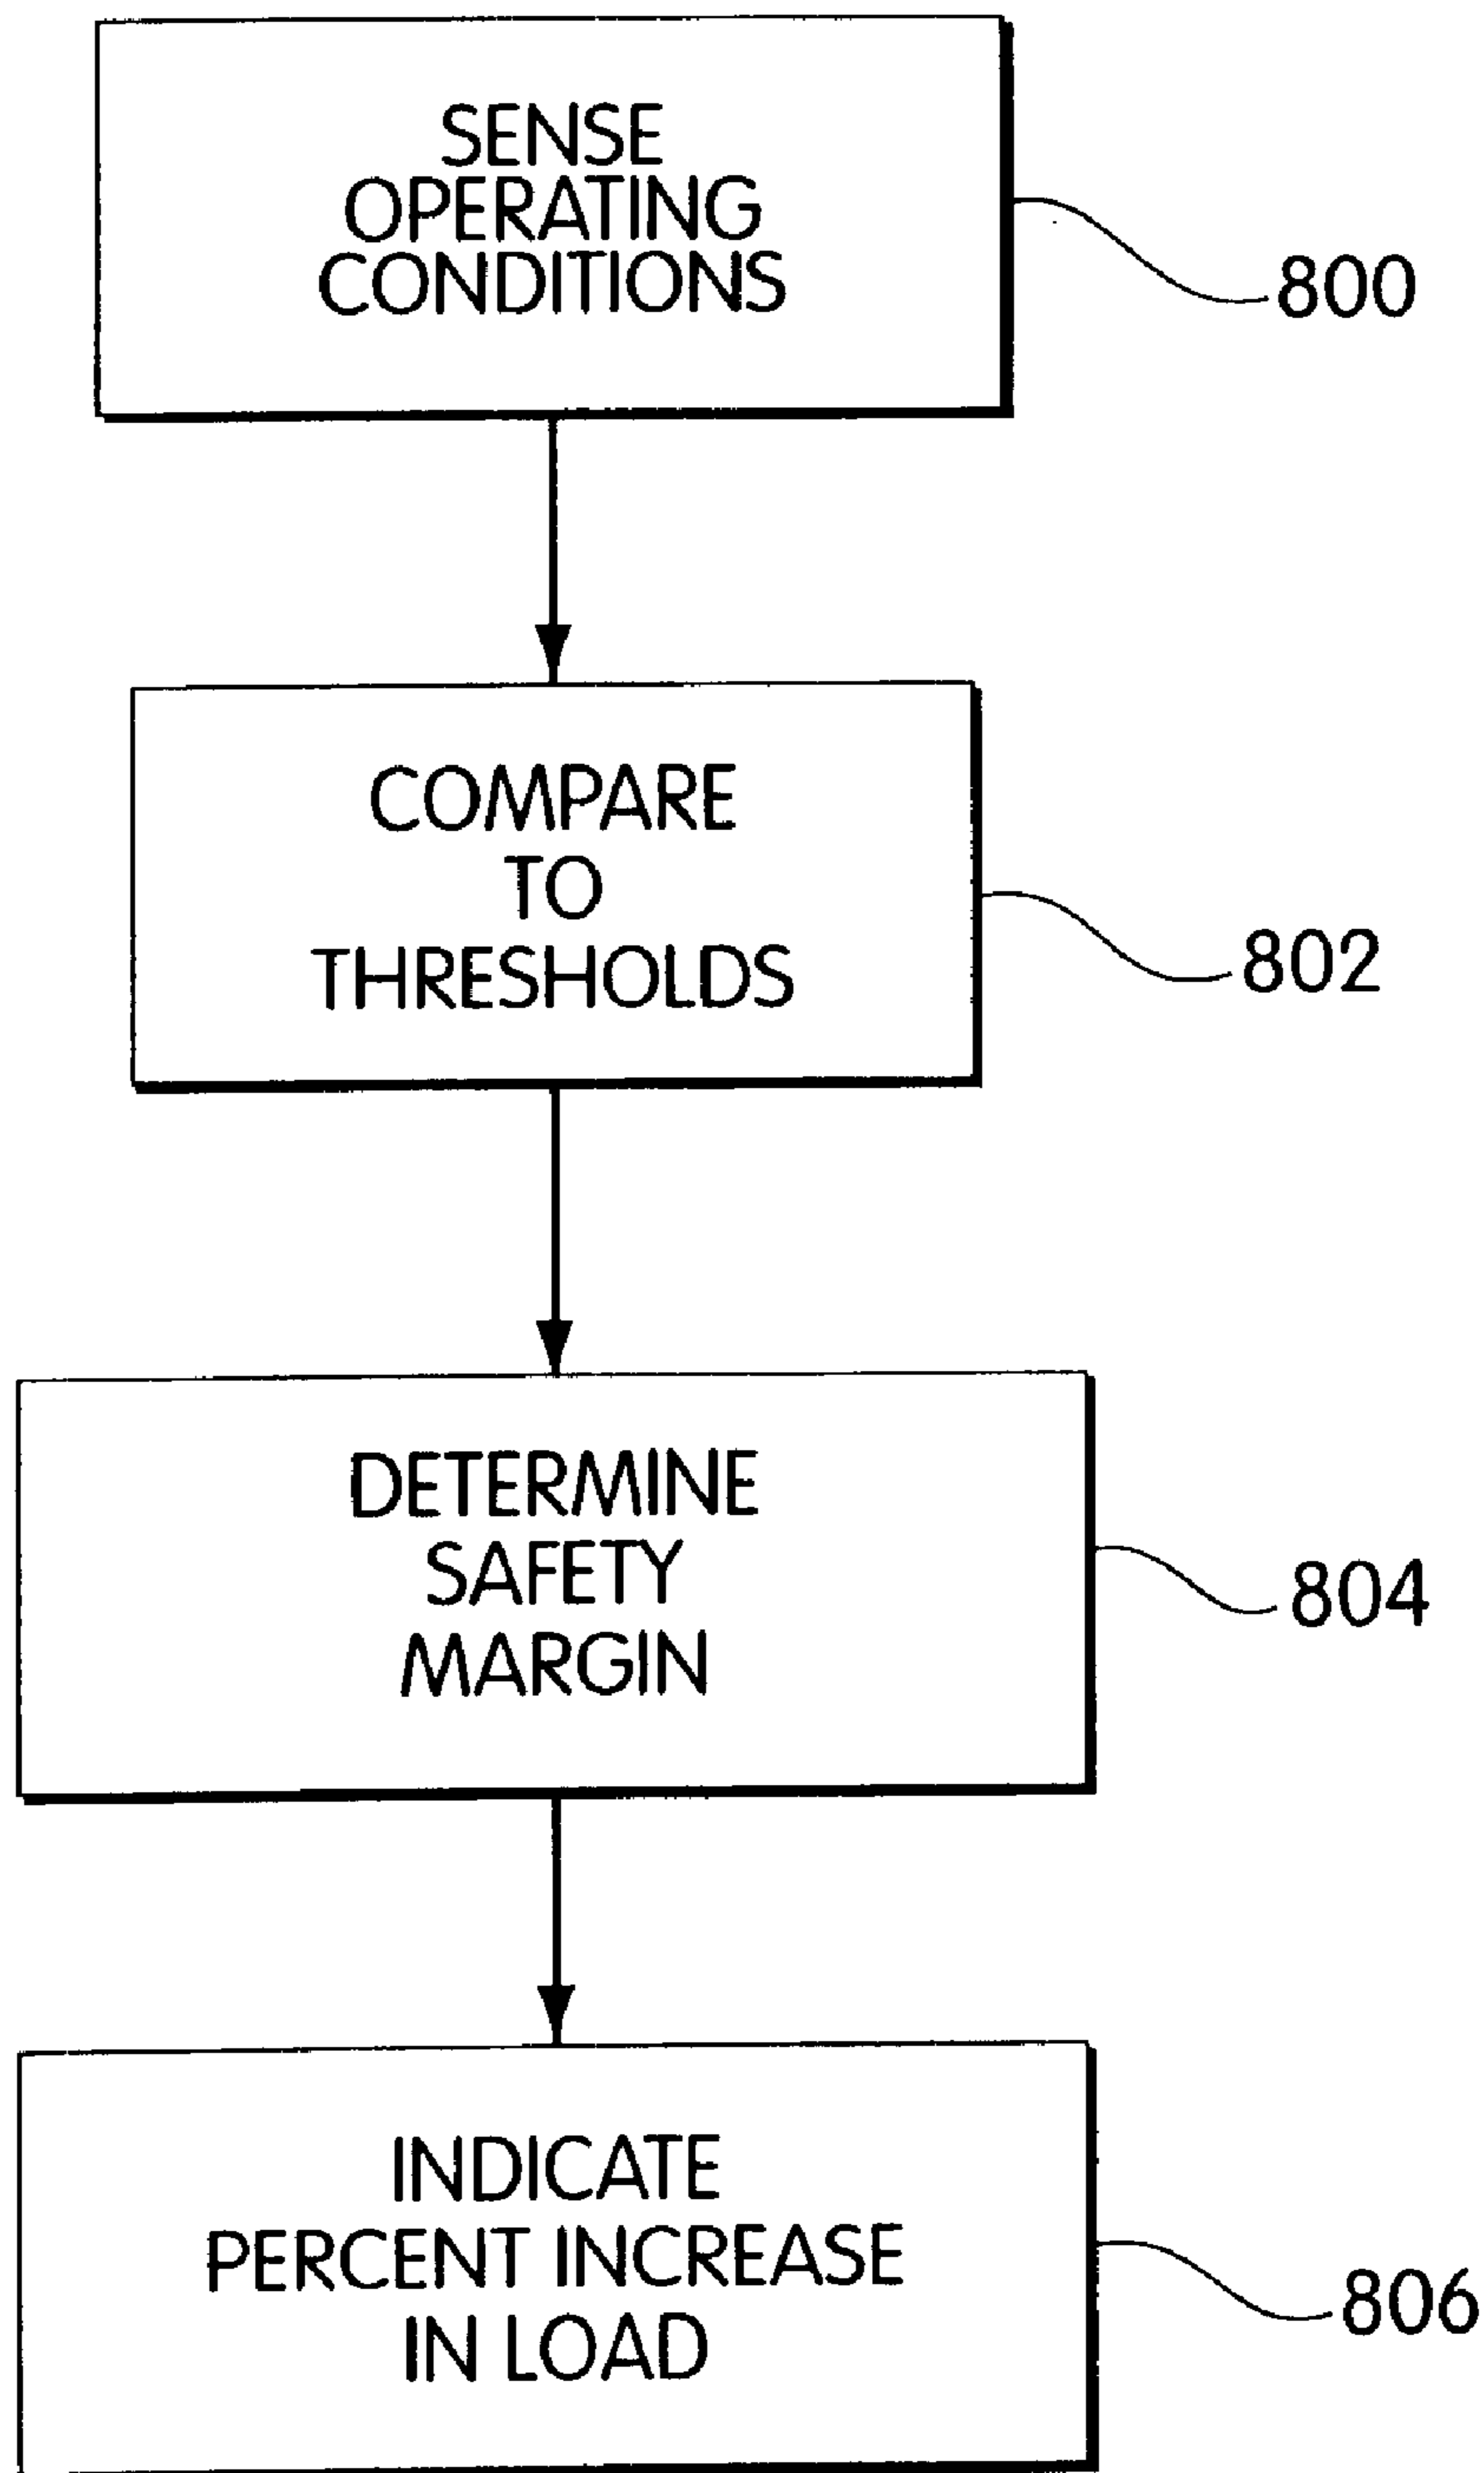 SENSE
OPERATING
CONDITIONS
800
COMPARE
TO
THRESHOLDS
802
DETERMINE
SAFETY
MARGIN
804
INDICATE
PERCENT INCREASE
IN LOAD
806